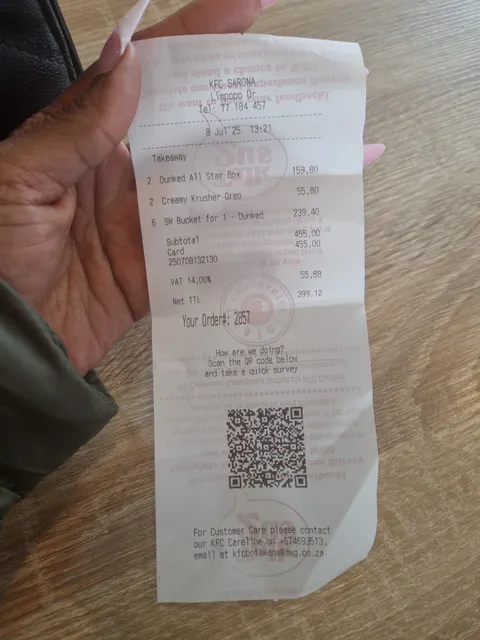 KFC SARONA
Limpopo Dr
Tel: 77 184 457
8 Jul'25 13:21
Takeaway
2 Dunked All Star Box 159,80
2 Creamy Krusher Oreo 55,80
6 SW Bucket for 1 - Dunked 239,40
Subtotal 455,00
Card 455,00
250708132130
VAT 14,00% 55,88
Net TTL 399,12
Your Order#: 2857
How are we doing?
Scan the QR code below
and take a quick survey
For Customer Care please contact
our KFC Careline on +674693513,
email at kfcbotswana@dsg.co.za.